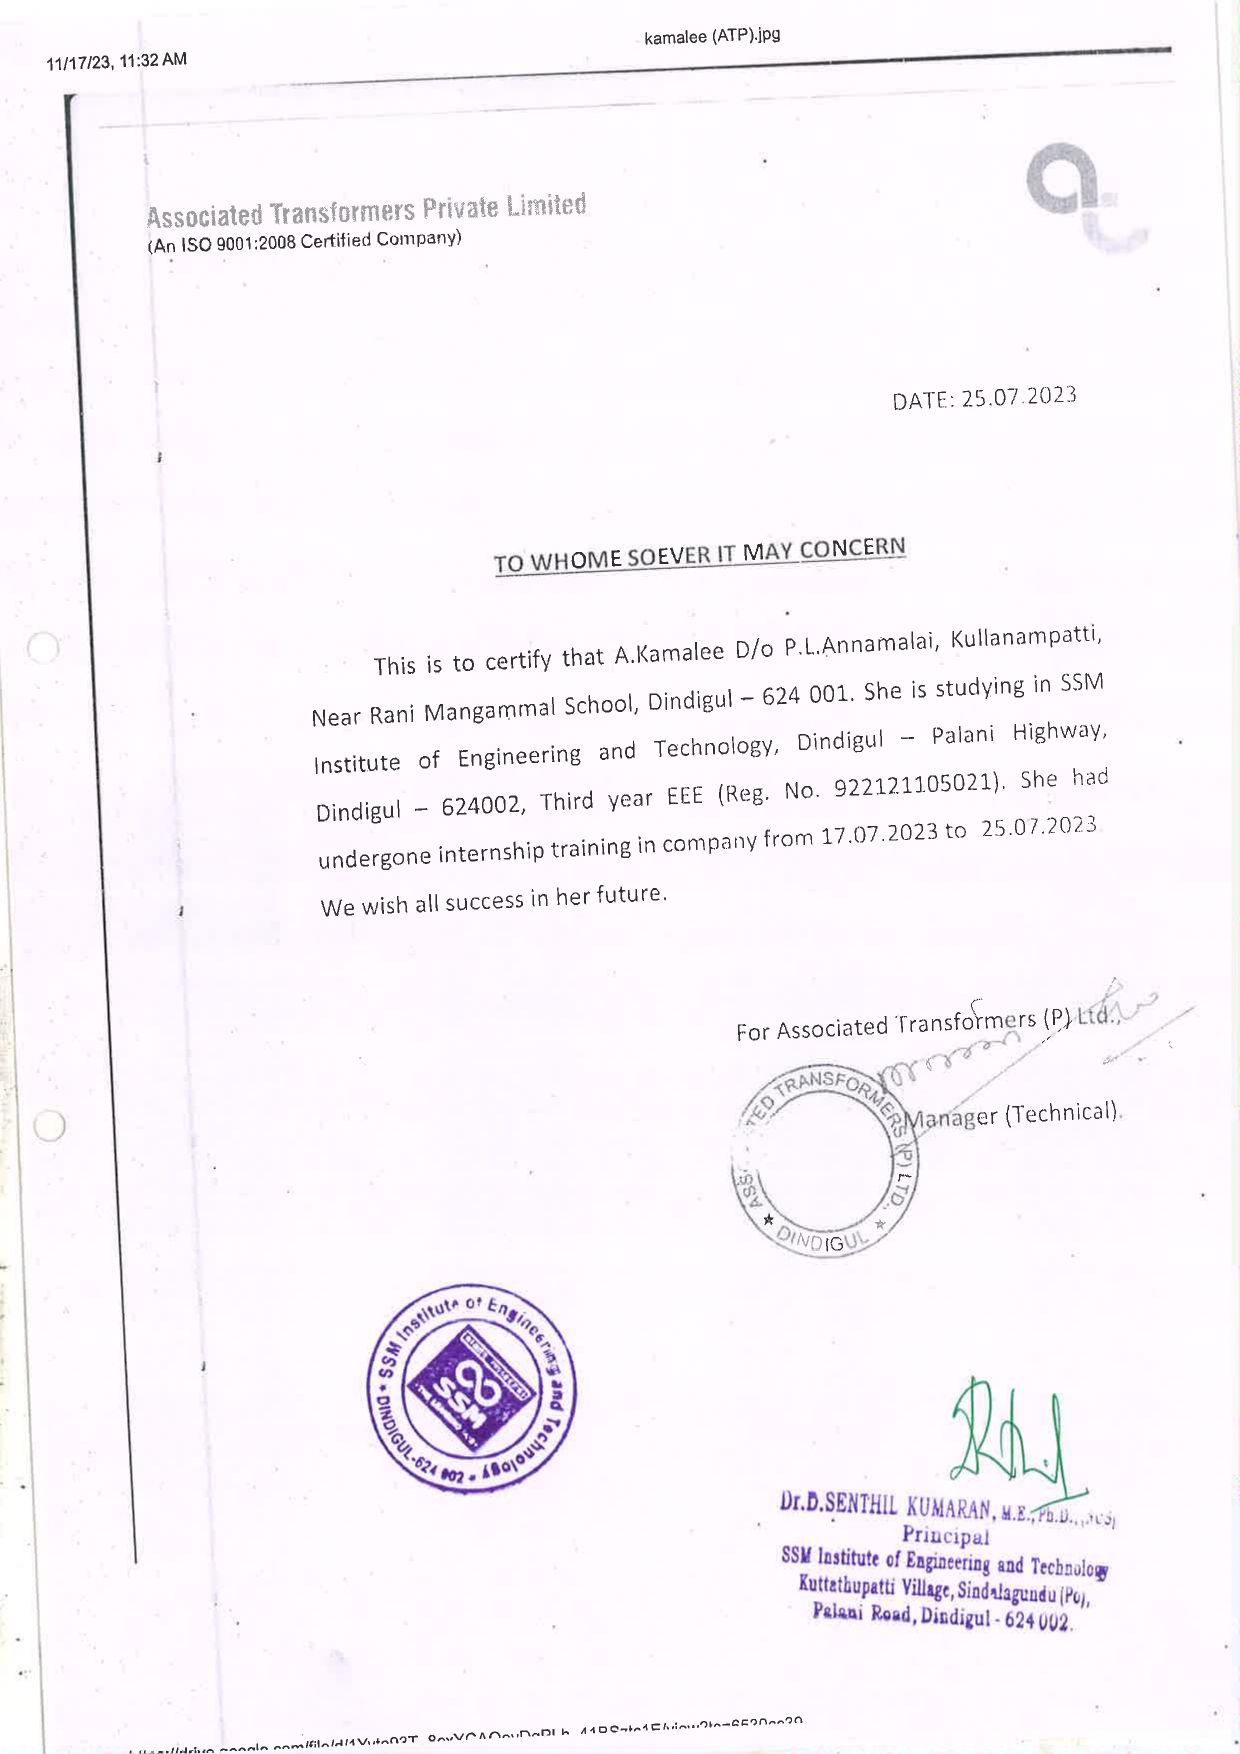 11/17/23, 11:32 AM
kamalee (ATP).jpg
Associated Transformers Private Limited
(An ISO 9001:2008 Certified Company)
at
DATE: 25.07.2023
TO WHOME SOEVER IT MAY CONCERN
This is to certify that A.Kamalee D/o P.L.Annamalai, Kullanampatti,
Near Rani Mangammal School, Dindigul – 624 001. She is studying in SSM
Institute of Engineering and Technology, Dindigul – Palani Highway,
Dindigul – 624002, Third year EEE (Reg. No. 922121105021). She had
undergone internship training in company from 17.07.2023 to 25.07.2023
We wish all success in her future.
For Associated Transformers (P) Ltd.,
Manager (Technical).
TED TRANSFORMERS (P) LTD., ★ DINDIGUL ★
SSM Institute of Engineering and Technology • DINDIGUL-624 002 •
SSM
Dr.D.SENTHIL KUMARAN, M.E., Ph.D.,
Principal
SSM Institute of Engineering and Technology
Kuttathupatti Village, Sindalagundu (Po),
Palani Road, Dindigul - 624 002.